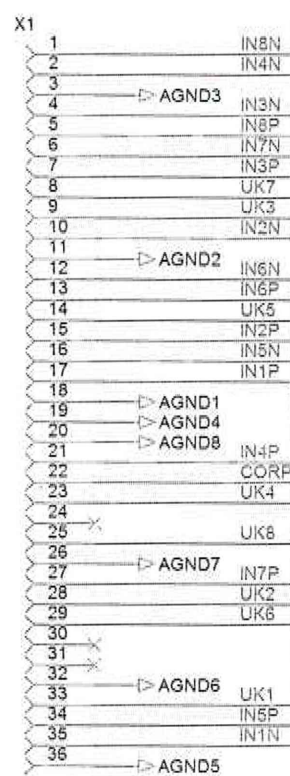 X1
1 IN8N
2 IN4N
3 AGND3
4 IN3N
5 IN8P
6 IN7N
7 IN3P
8 UK7
9 UK3
10 IN2N
11 AGND2
12 IN6N
13 IN6P
14 UK5
15 IN2P
16 IN5N
17 IN1P
18 AGND1
19 AGND4
20 AGND8
21 IN4P
22 CORP
23 UK4
24
25 UK8
26 AGND7
27 IN7P
28 UK2
29 UK6
30
31
32 AGND6
33 UK1
34 IN5P
35 IN1N
36 AGND5